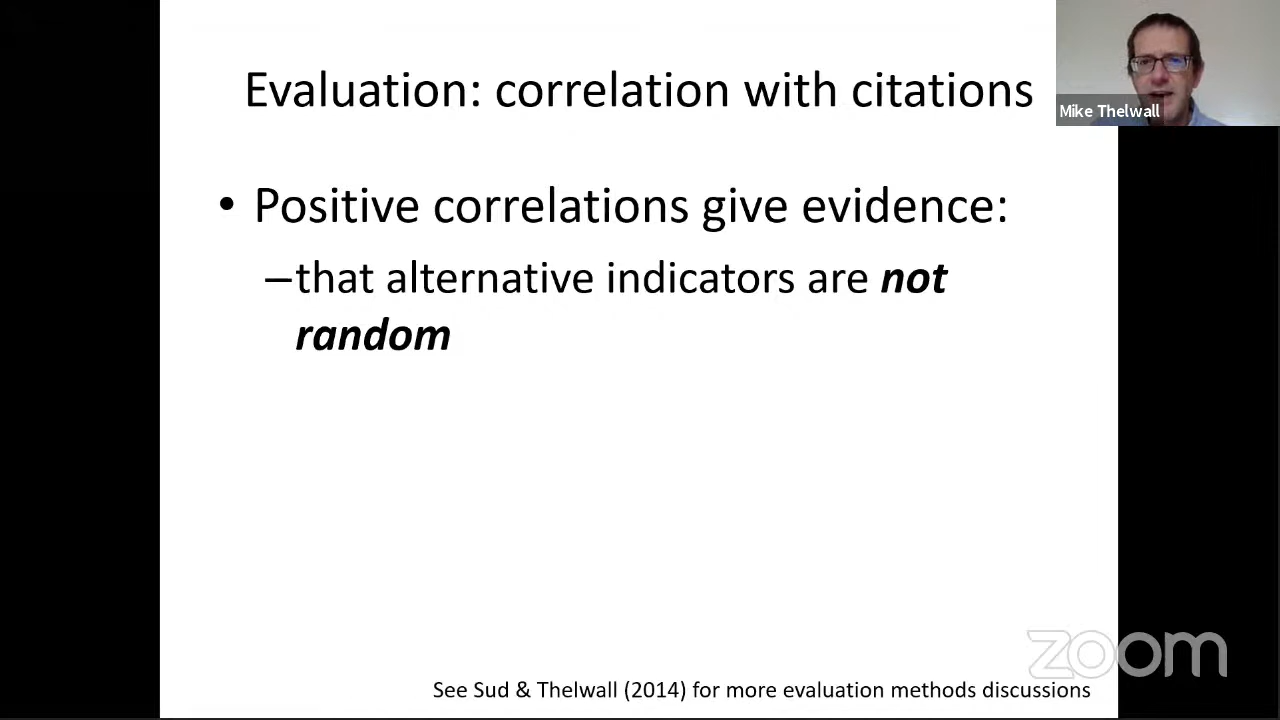 Evaluation: correlation with citations
Mike Thelwall
• Positive correlations give evidence:
–that alternative indicators are not
random
zoom
See Sud & Thelwall (2014) for more evaluation methods discussions